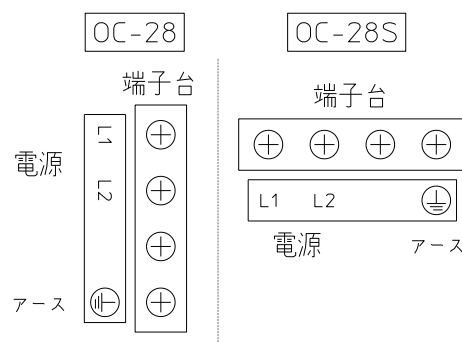 OC-28
端子台
電源
L1
L2
アース
OC-28S
端子台
L1 L2
電源
アース